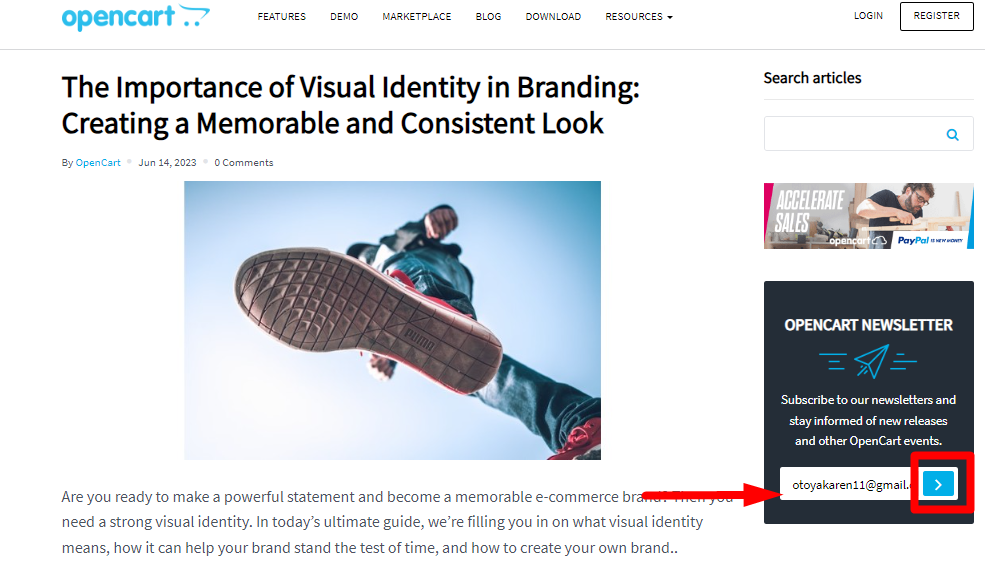 opencart
FEATURES
DEMO
MARKETPLACE
BLOG
DOWNLOAD
RESOURCES
LOGIN
REGISTER
The Importance of Visual Identity in Branding:
Creating a Memorable and Consistent Look
By OpenCart
Jun 14, 2023
0 Comments
PUMA
Are you ready to make a powerful statement and become a memorable e-commerce brand? Then you
need a strong visual identity. In today’s ultimate guide, we’re filling you in on what visual identity
means, how it can help your brand stand the test of time, and how to create your own brand..
Search articles
ACCELERATE
SALES
opencart
PayPal IS NEW MONEY
OPENCART NEWSLETTER
Subscribe to our newsletters and
stay informed of new releases
and other OpenCart events.
otoyakaren11@gmail.